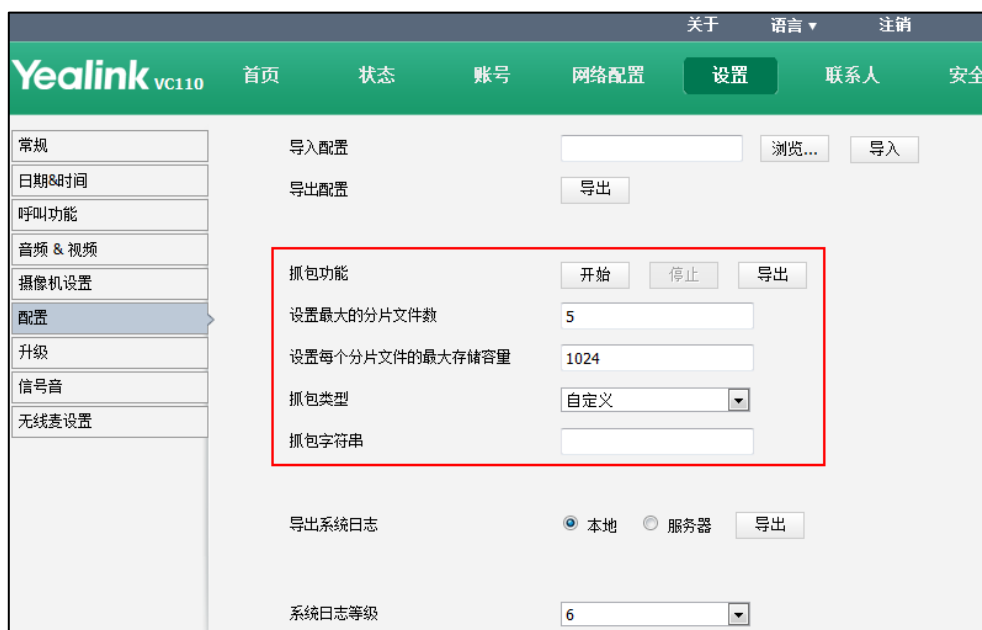 关于 语言 ▾ 注销
Yealink VC110 首页 状态 账号 网络配置 设置 联系人 安全
常规
日期&时间
呼叫功能
音频 & 视频
摄像机设置
配置
升级
信号音
无线麦设置
导入配置 浏览... 导入
导出配置 导出
抓包功能 开始 停止 导出
设置最大的分片文件数 5
设置每个分片文件的最大存储容量 1024
抓包类型 自定义
抓包字符串
导出系统日志 本地 服务器 导出
系统日志等级 6